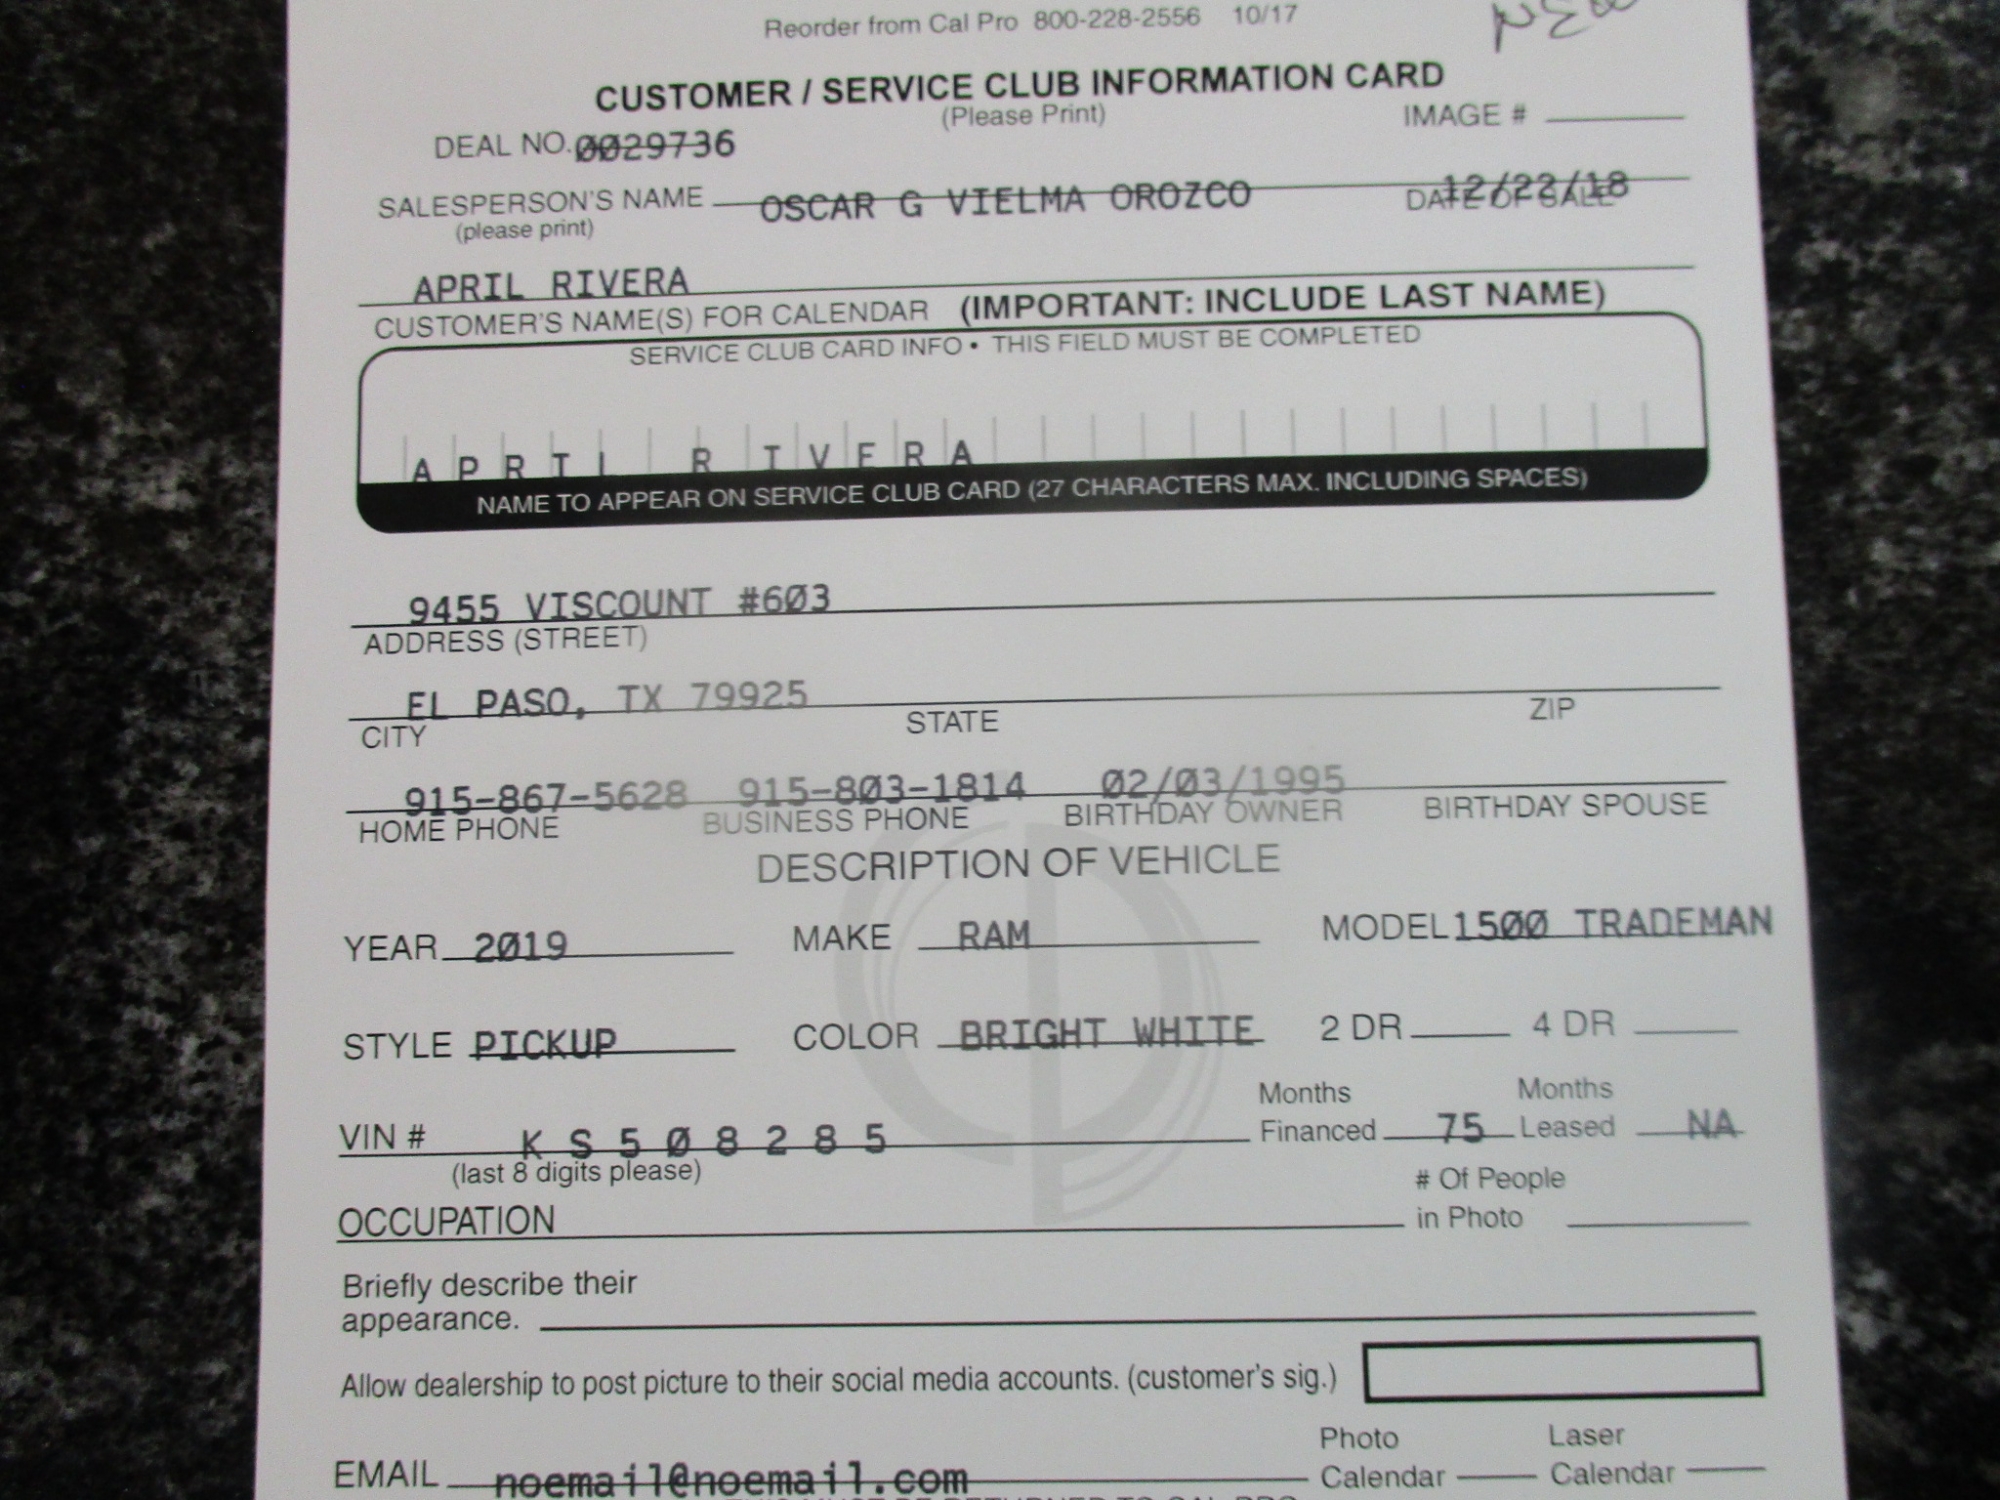 Reorder from Cal Pro 800-228-2556 10/17
NEW
CUSTOMER / SERVICE CLUB INFORMATION CARD
(Please Print)
IMAGE #
DEAL NO. 0029736
SALESPERSON'S NAME OSCAR G VIELMA OROZCO DATE OF SALE 12/22/18
(please print)
APRIL RIVERA
CUSTOMER'S NAME(S) FOR CALENDAR (IMPORTANT: INCLUDE LAST NAME)
SERVICE CLUB CARD INFO • THIS FIELD MUST BE COMPLETED
APRIL RIVERA
NAME TO APPEAR ON SERVICE CLUB CARD (27 CHARACTERS MAX. INCLUDING SPACES)
9455 VISCOUNT #603
ADDRESS (STREET)
EL PASO, TX 79925
CITY STATE ZIP
915-867-5628 915-803-1814 02/03/1995
HOME PHONE BUSINESS PHONE BIRTHDAY OWNER BIRTHDAY SPOUSE
DESCRIPTION OF VEHICLE
YEAR 2019 MAKE RAM MODEL 1500 TRADEMAN
STYLE PICKUP COLOR BRIGHT WHITE 2 DR 4 DR
VIN # KS508285 Months Financed 75 Months Leased NA
(last 8 digits please)
OCCUPATION # Of People in Photo
Briefly describe their
appearance.
Allow dealership to post picture to their social media accounts. (customer's sig.)
EMAIL noemail@noemail.com Photo Calendar Laser Calendar